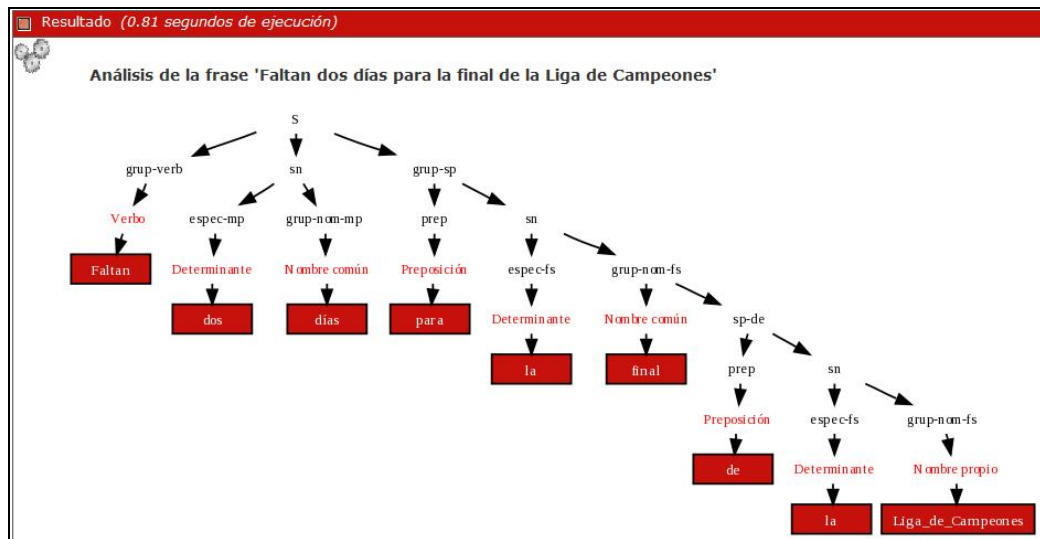 Resultado (0.81 segundos de ejecución)
Análisis de la frase 'Faltan dos días para la final de la Liga de Campeones'
S
grup-verb sn grup-sp
Verbo espec-mp grup-nom-mp prep sn
Faltan Determinante Nombre común Preposición espec-fs grup-nom-fs
dos días para Determinante Nombre común sp-de
la final prep sn
Preposición espec-fs grup-nom-fs
de Determinante Nombre propio
la Liga_de_Campeones